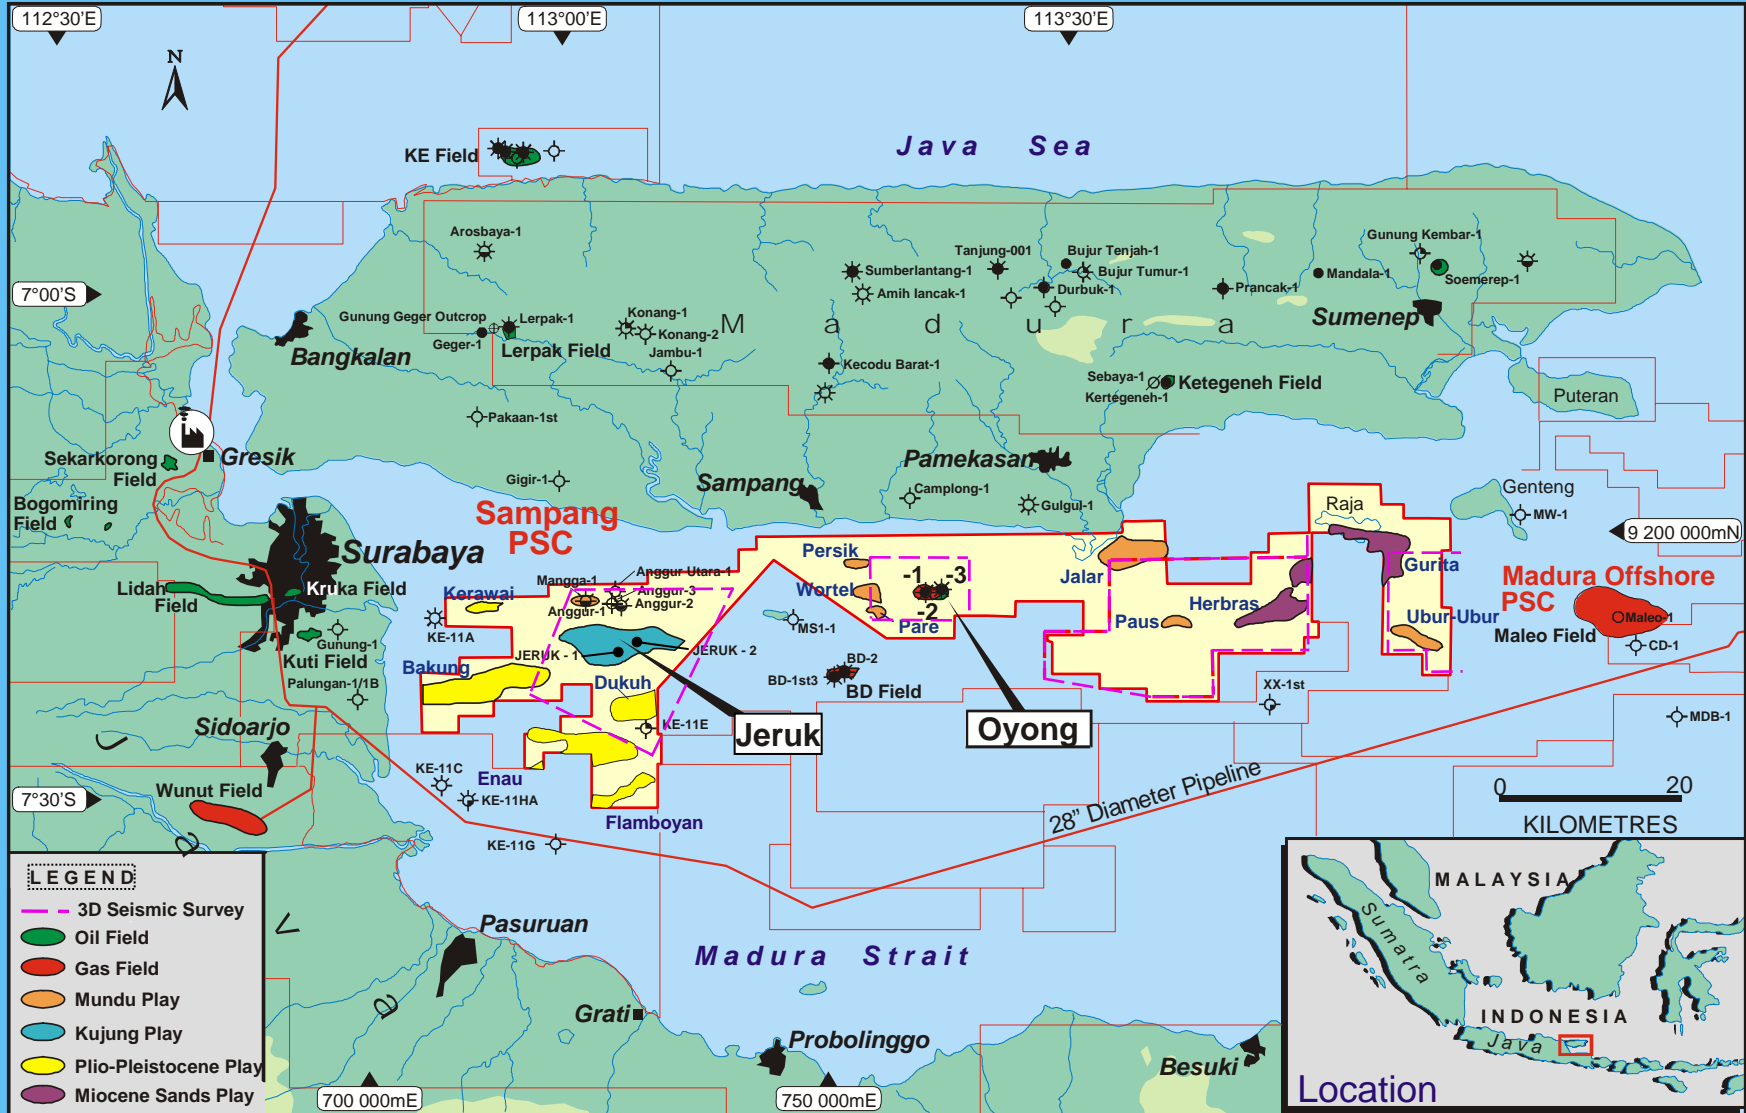 112°30'E
113°00'E
113°30'E
N
KE Field
Java Sea
Arosbaya-1
Tanjung-001
Bujur Tenjah-1
Gunung Kembar-1
Sumberlantang-1
Bujur Tumur-1
Mandala-1
Soemerep-1
7°00'S
Amih lancak-1
Durbuk-1
Prancak-1
Gunung Geger Outcrop
Lerpak-1
Konang-1
Madura
Sumenep
Geger-1
Lerpak Field
Konang-2
Bangkalan
Jambu-1
Kecodu Barat-1
Sebaya-1
Ketegeneh Field
Kertegeneh-1
Puteran
Pakaan-1st
Gresik
Sekarkorong
Field
Pamekasan
Gigir-1
Sampang
Camplong-1
Genteng
Bogomiring
Field
Gulgul-1
Raja
MW-1
Sampang
PSC
9 200 000mN
Surabaya
Persik
-1
-3
-2
Jalar
Gurita
Madura Offshore
PSC
Mangga-1
Anggur Utara-1
Lidah
Field
Kruka Field
Kerawai
Anggur-3
Anggur-2
Anggur-1
Wortel
Herbras
Pare
Paus
Ubur-Ubur
Maleo-1
Maleo Field
KE-11A
MS1-1
Gunung-1
CD-1
Kuti Field
JERUK - 1
JERUK - 2
Bakung
BD-2
BD-1st3
BD Field
Palungan-1/1B
Dukuh
XX-1st
MDB-1
KE-11E
Sidoarjo
Jeruk
Oyong
KE-11C
Enau
7°30'S
Wunut Field
KE-11HA
28” Diameter Pipeline
0
20
KILOMETRES
Flamboyan
KE-11G
LEGEND
3D Seismic Survey
Oil Field
Gas Field
Mundu Play
Kujung Play
Plio-Pleistocene Play
Miocene Sands Play
Pasuruan
Madura Strait
Grati
Probolinggo
Besuki
700 000mE
750 000mE
MALAYSIA
Sumatra
INDONESIA
Java
Location